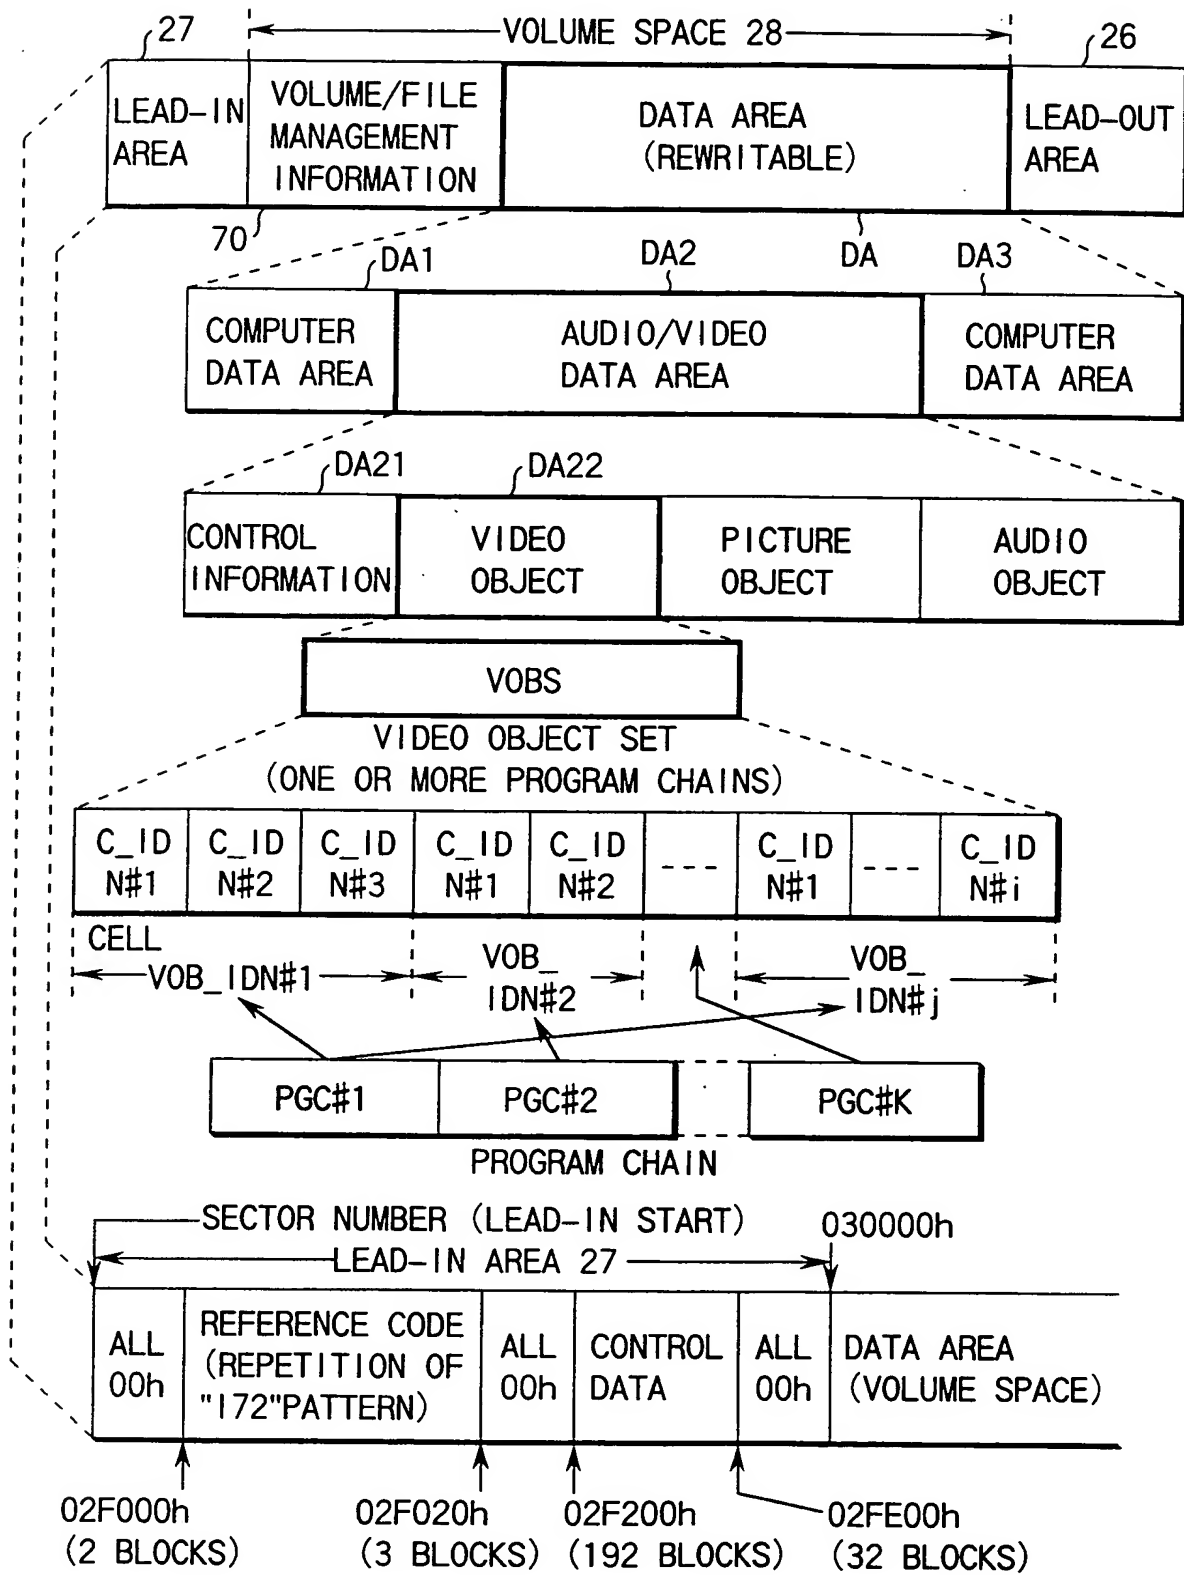 27
VOLUME SPACE 28
26
LEAD-IN AREA
VOLUME/FILE MANAGEMENT INFORMATION
DATA AREA (REWRITABLE)
LEAD-OUT AREA
70
DA1
DA2
DA
DA3
COMPUTER DATA AREA
AUDIO/VIDEO DATA AREA
COMPUTER DATA AREA
DA21
DA22
CONTROL INFORMATION
VIDEO OBJECT
PICTURE OBJECT
AUDIO OBJECT
VOBS
VIDEO OBJECT SET
(ONE OR MORE PROGRAM CHAINS)
C_ID N#1
C_ID N#2
C_ID N#3
C_ID N#1
C_ID N#2
----
C_ID N#1
----
C_ID N#i
CELL
VOB_IDN#1
VOB_ IDN#2
VOB_ IDN#j
PGC#1
PGC#2
PGC#K
PROGRAM CHAIN
SECTOR NUMBER (LEAD-IN START)
030000h
LEAD-IN AREA 27
ALL 00h
REFERENCE CODE (REPETITION OF "172"PATTERN)
ALL 00h
CONTROL DATA
ALL 00h
DATA AREA (VOLUME SPACE)
02F000h (2 BLOCKS)
02F020h (3 BLOCKS)
02F200h (192 BLOCKS)
02FE00h (32 BLOCKS)